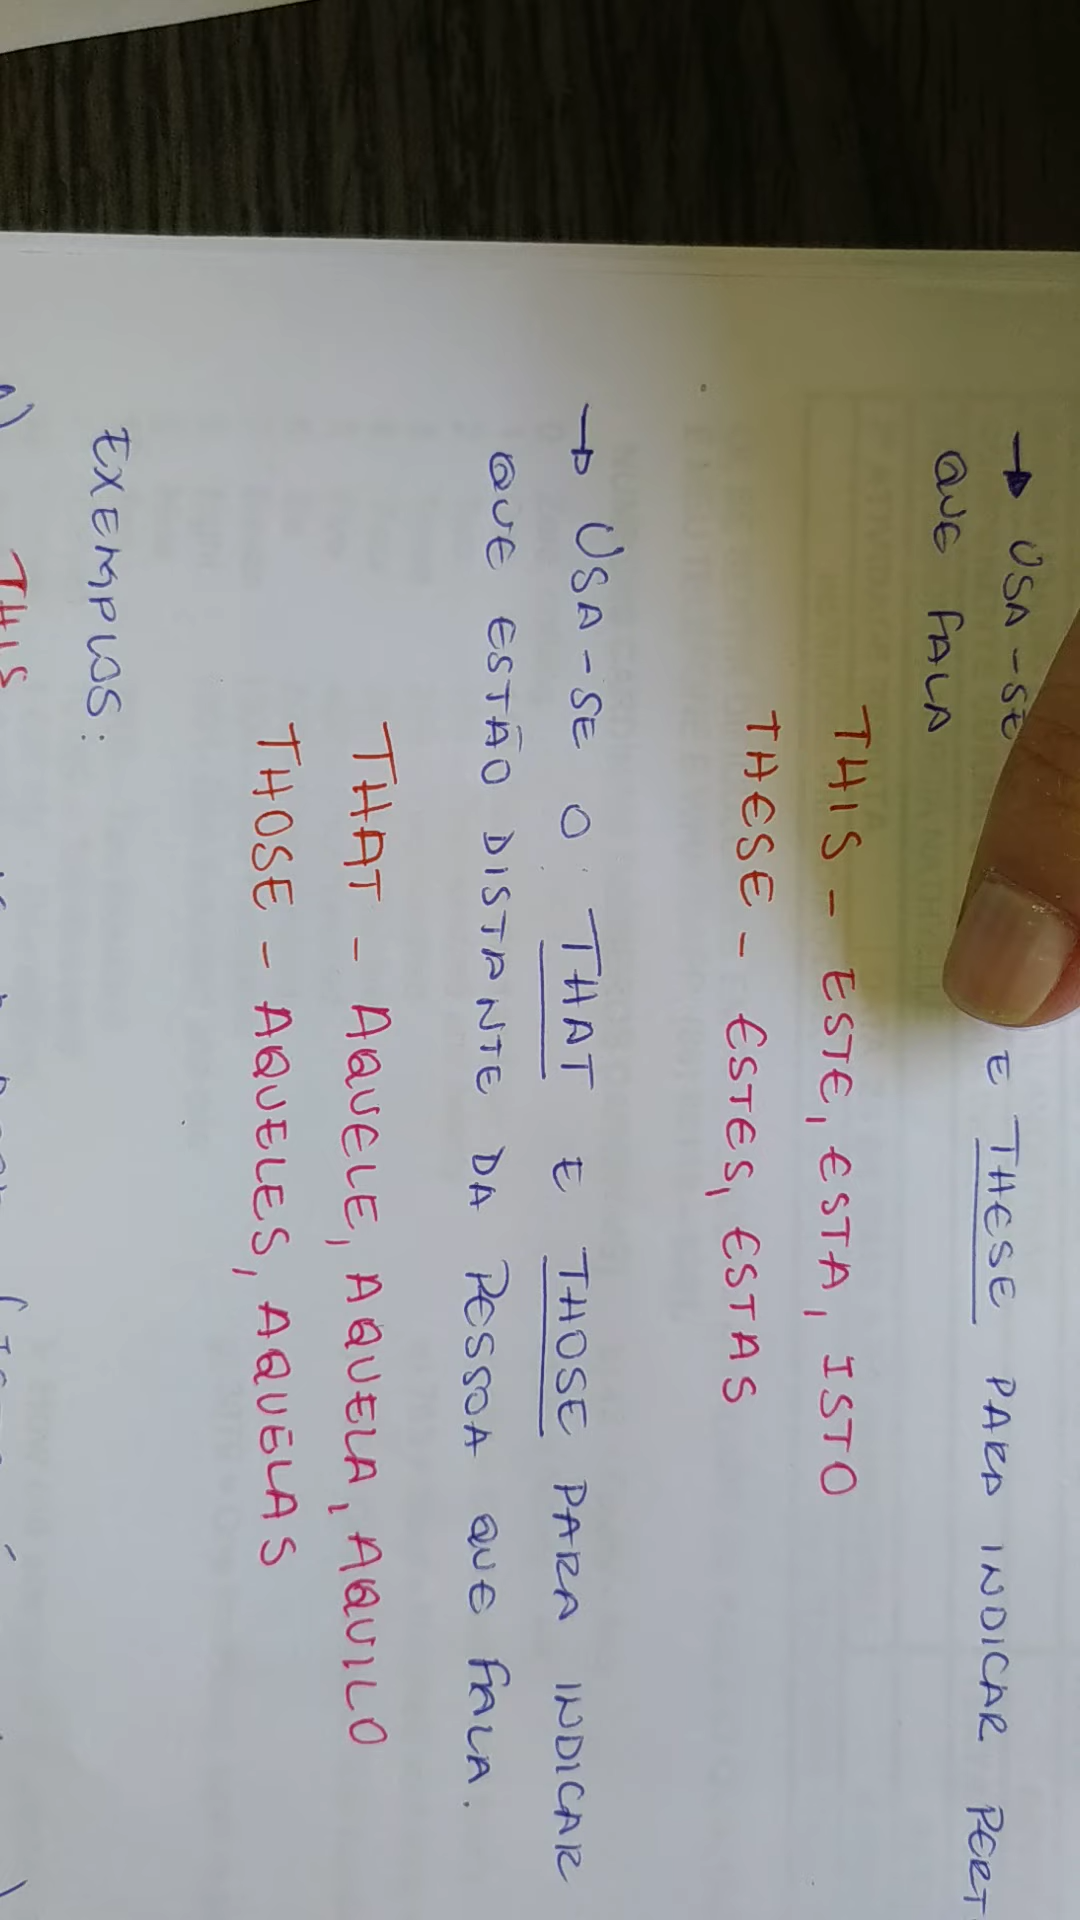 → USA-SE E THESE PARA INDICAR PERT
QUE FALA
THIS - ESTE, ESTA, ISTO
THESE - ESTES, ESTAS
→ USA-SE O THAT E THOSE PARA INDICAR
QUE ESTÃO DISTANTE DA PESSOA QUE FALA.
THAT - AQUELE, AQUELA, AQUILO
THOSE - AQUELES, AQUELAS
EXEMPLOS:
THIS